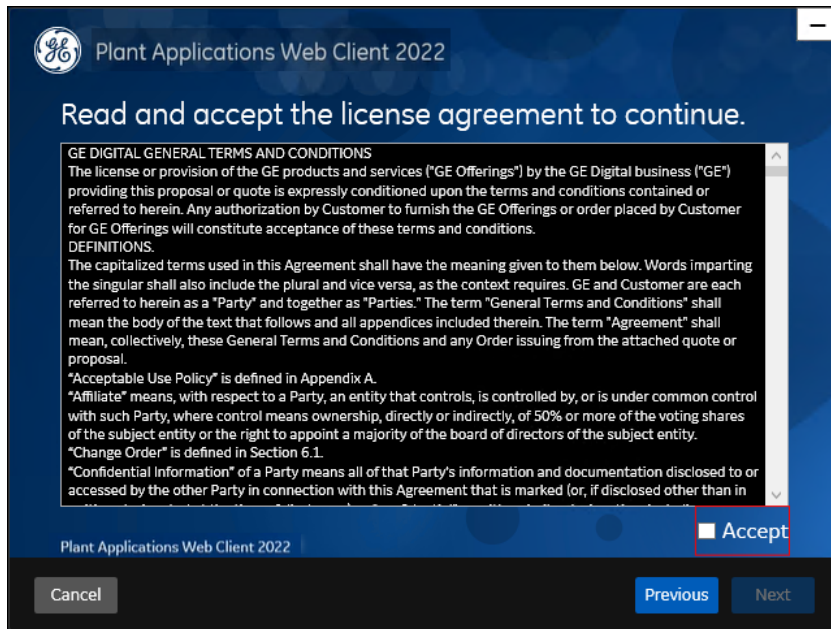 Plant Applications Web Client 2022
Read and accept the license agreement to continue.
GE DIGITAL GENERAL TERMS AND CONDITIONS
The license or provision of the GE products and services ("GE Offerings") by the GE Digital business ("GE")
providing this proposal or quote is expressly conditioned upon the terms and conditions contained or
referred to herein. Any authorization by Customer to furnish the GE Offerings or order placed by Customer
for GE Offerings will constitute acceptance of these terms and conditions.
DEFINITIONS.
The capitalized terms used in this Agreement shall have the meaning given to them below. Words imparting
the singular shall also include the plural and vice versa, as the context requires. GE and Customer are each
referred to herein as a "Party" and together as "Parties." The term "General Terms and Conditions" shall
mean the body of the text that follows and all appendices included therein. The term "Agreement" shall
mean, collectively, these General Terms and Conditions and any Order issuing from the attached quote or
proposal.
“Acceptable Use Policy” is defined in Appendix A.
“Affiliate” means, with respect to a Party, an entity that controls, is controlled by, or is under common control
with such Party, where control means ownership, directly or indirectly, of 50% or more of the voting shares
of the subject entity or the right to appoint a majority of the board of directors of the subject entity.
“Change Order” is defined in Section 6.1.
“Confidential Information” of a Party means all of that Party's information and documentation disclosed to or
accessed by the other Party in connection with this Agreement that is marked (or, if disclosed other than in
Accept
Plant Applications Web Client 2022
Cancel
Previous
Next